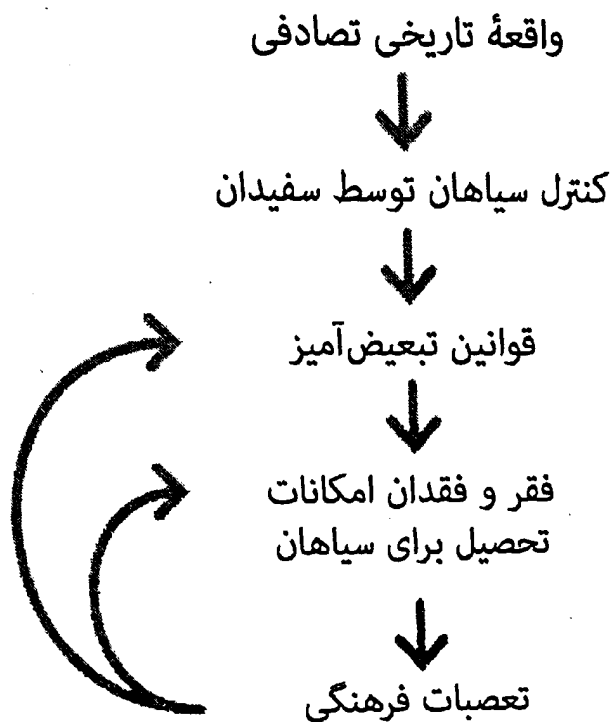 واقعهٔ تاریخی تصادفی
کنترل سیاهان توسط سفیدان
قوانین تبعیض‌آمیز
فقر و فقدان امکانات
تحصیل برای سیاهان
تعصبات فرهنگی